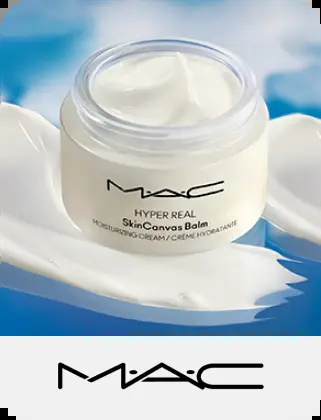 M·A·C
HYPER REAL
SkinCanvas Balm
MOISTURIZING CREAM / CRÈME HYDRATANTE
M·A·C